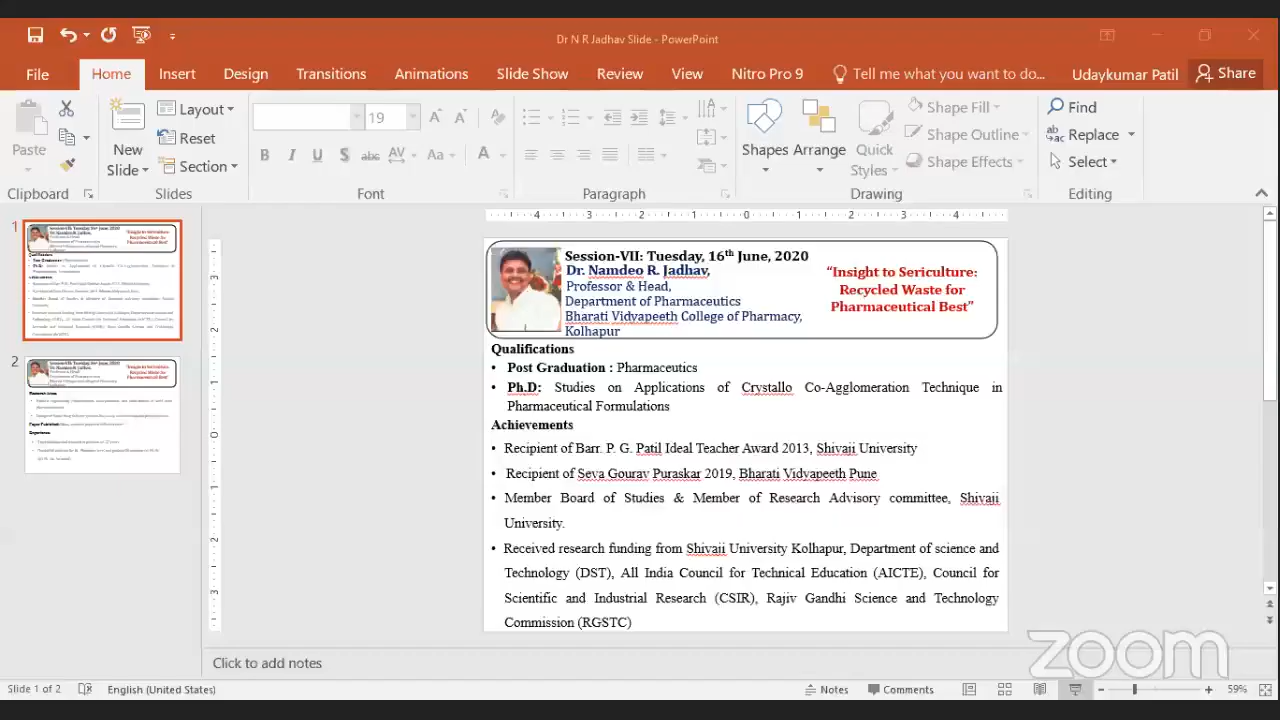 Dr N R Jadhav Slide - PowerPoint
File Home Insert Design Transitions Animations Slide Show Review View Nitro Pro 9 Tell me what you want to do... Udaykumar Patil Share
Paste
Clipboard
New Slide
Layout
Reset
Section
Slides
19
B I U S abc AV Aa A
Font
Paragraph
Shapes
Arrange
Quick Styles
Shape Fill
Shape Outline
Shape Effects
Drawing
Find
Replace
Select
Editing
1
2
Session-VII: Tuesday, 16th
Dr. Namdeo R. Jadhav,
Professor & Head,
Department of Pharmaceutics
Bharati Vidyapeeth College of Pharmacy,
Kolhapur
“Insight to Sericulture:
Recycled Waste for
Pharmaceutical Best”
Qualifications
Post Graduation : Pharmaceutics
Ph.D: Studies on Applications of Crystallo Co-Agglomeration Technique in
Pharmaceutical Formulations
Achievements
Recipient of Barr. P. G. Patil Ideal Teacher Award 2019, Shivaji University
• Recipient of Seva Gourav Puraskar 2019, Bharati Vidyapeeth Pune
• Member Board of Studies & Member of Research Advisory committee, Shivaji
University.
• Received research funding from Shivaji University Kolhapur, Department of science and
Technology (DST), All India Council for Technical Education (AICTE), Council for
Scientific and Industrial Research (CSIR), Rajiv Gandhi Science and Technology
Commission (RGSTC)
zoom
Click to add notes
Slide 1 of 2 English (United States) Notes Comments 59%